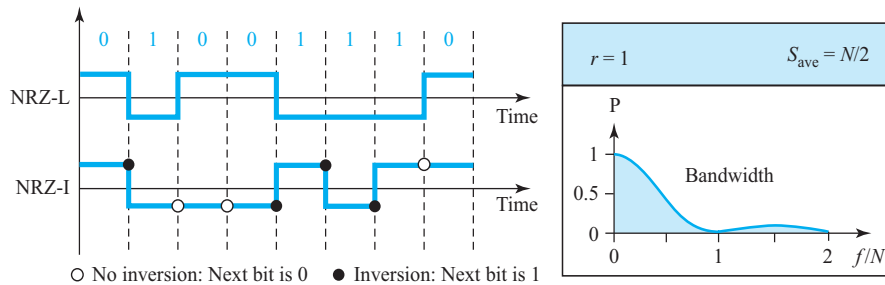 0 1 0 0 1 1 1 0
NRZ-L
Time
NRZ-I
Time
No inversion: Next bit is 0 Inversion: Next bit is 1
r = 1 S_ave = N/2
P
1
Bandwidth
0.5
0
0 1 2 f/N